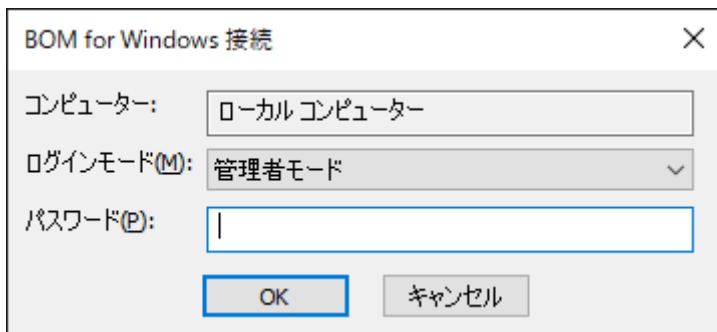 BOM for Windows 接続
コンピューター: ローカル コンピューター
ログインモード(M): 管理者モード
パスワード(P):
OK キャンセル